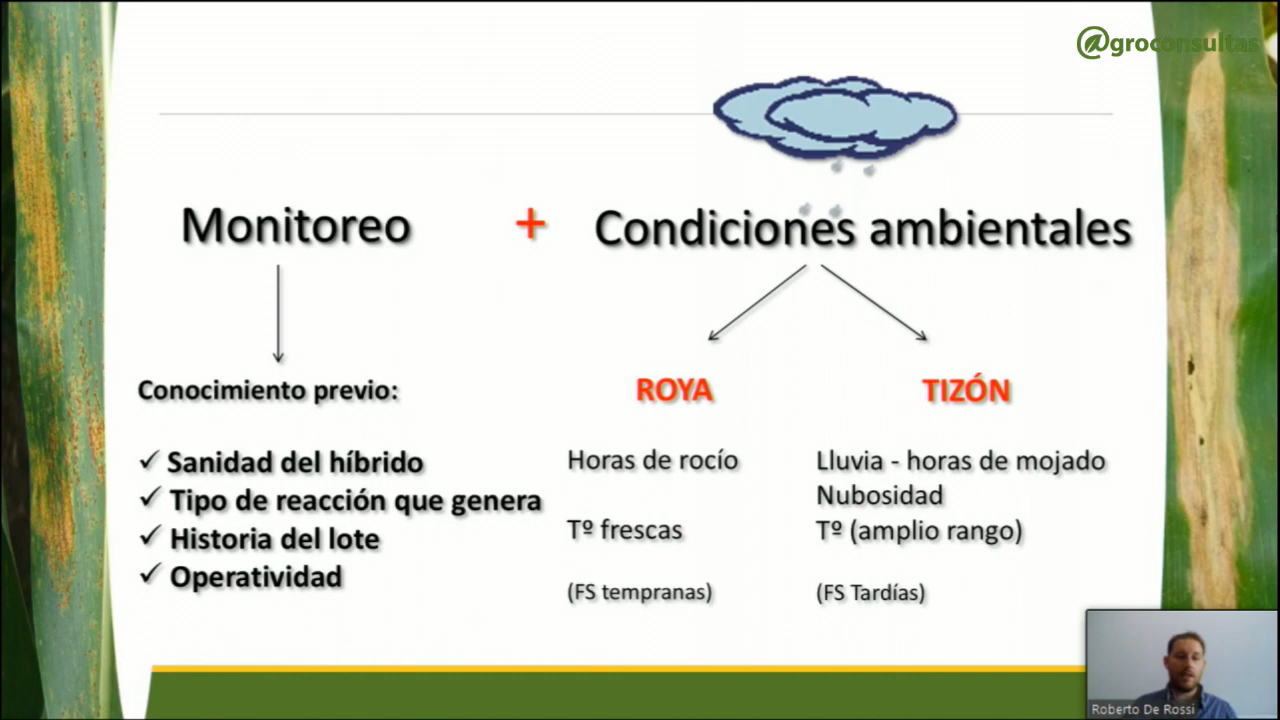 @groconsultas
Monitoreo + Condiciones ambientales
Conocimiento previo:
✓ Sanidad del híbrido
✓ Tipo de reacción que genera
✓ Historia del lote
✓ Operatividad
ROYA
Horas de rocío
Tº frescas
(FS tempranas)
TIZÓN
Lluvia - horas de mojado
Nubosidad
Tº (amplio rango)
(FS Tardías)
Roberto De Rossi